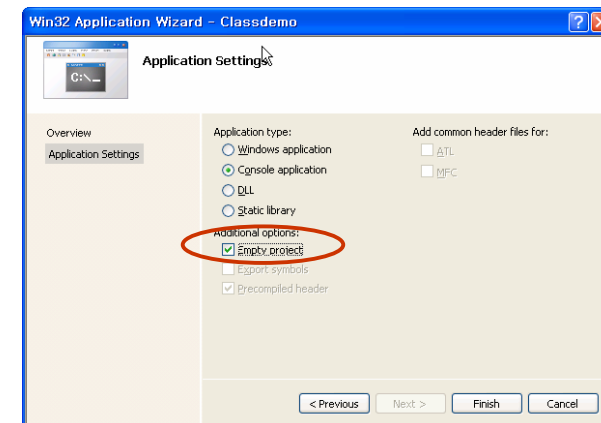 Win32 Application Wizard - Classdemo
C:\_
Application Settings
Overview
Application Settings
Application type:
Windows application
Console application
DLL
Static library
Additional options:
Empty project
Export symbols
Precompiled header
Add common header files for:
ATL
MFC
< Previous
Next >
Finish
Cancel